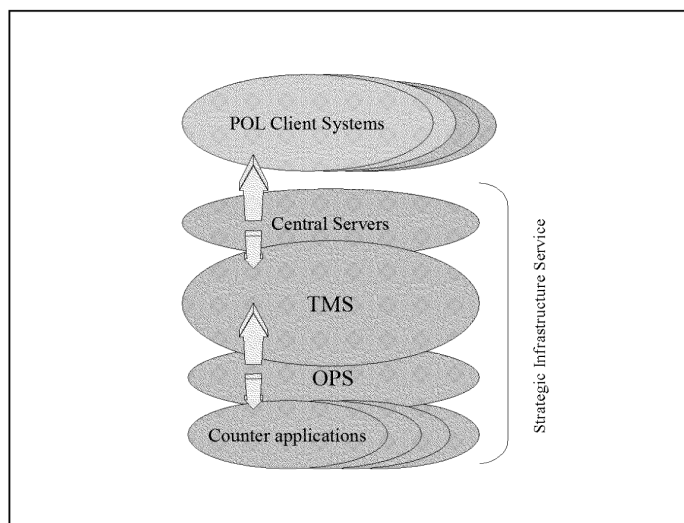 POL Client Systems
Central Servers
TMS
OPS
Counter applications
Strategic Infrastructure Service